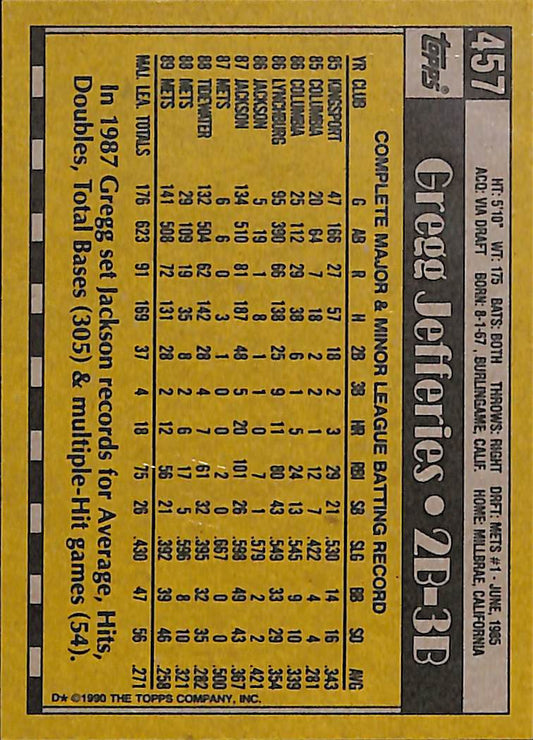 457
HT: 5'10" WT: 175 BATS: BOTH THROWS: RIGHT DRAFT: METS #1 - JUNE, 1985
ACQ: VIA DRAFT BORN: 8-1-67, BURLINGAME, CALIF. HOME: MILLBRAE, CALIFORNIA
Topps®
Gregg Jefferies • 2B-3B
COMPLETE MAJOR & MINOR LEAGUE BATTING RECORD
YR CLUB G AB R H 2B 3B HR RBI SB SLG BB SO AVG
85 KINGSPORT 47 166 27 57 18 2 3 29 21 .530 14 16 .343
85 COLUMBIA 20 64 7 18 2 2 1 12 7 .422 4 4 .281
86 COLUMBIA 25 112 29 38 6 1 5 24 13 .545 9 10 .339
86 LYNCHBURG 95 390 66 138 25 9 11 80 43 .549 33 29 .354
86 JACKSON 5 19 1 8 1 1 0 7 1 .579 2 2 .421
87 JACKSON 134 510 81 187 48 5 20 101 26 .598 49 43 .367
87 METS 6 6 0 3 1 0 0 2 0 .667 0 0 .500
88 TIDEWATER 132 504 62 142 28 4 7 61 32 .395 32 35 .282
88 METS 29 109 19 35 8 2 6 17 5 .596 8 10 .321
89 METS 141 508 72 131 28 2 12 56 21 .392 39 46 .258
MAJ. LEA. TOTALS 176 623 91 169 37 4 18 75 26 .430 47 56 .271
In 1987 Gregg set Jackson records for Average, Hits,
Doubles, Total Bases (305) & multiple-Hit games (54).
D★ ©1990 THE TOPPS COMPANY, INC.